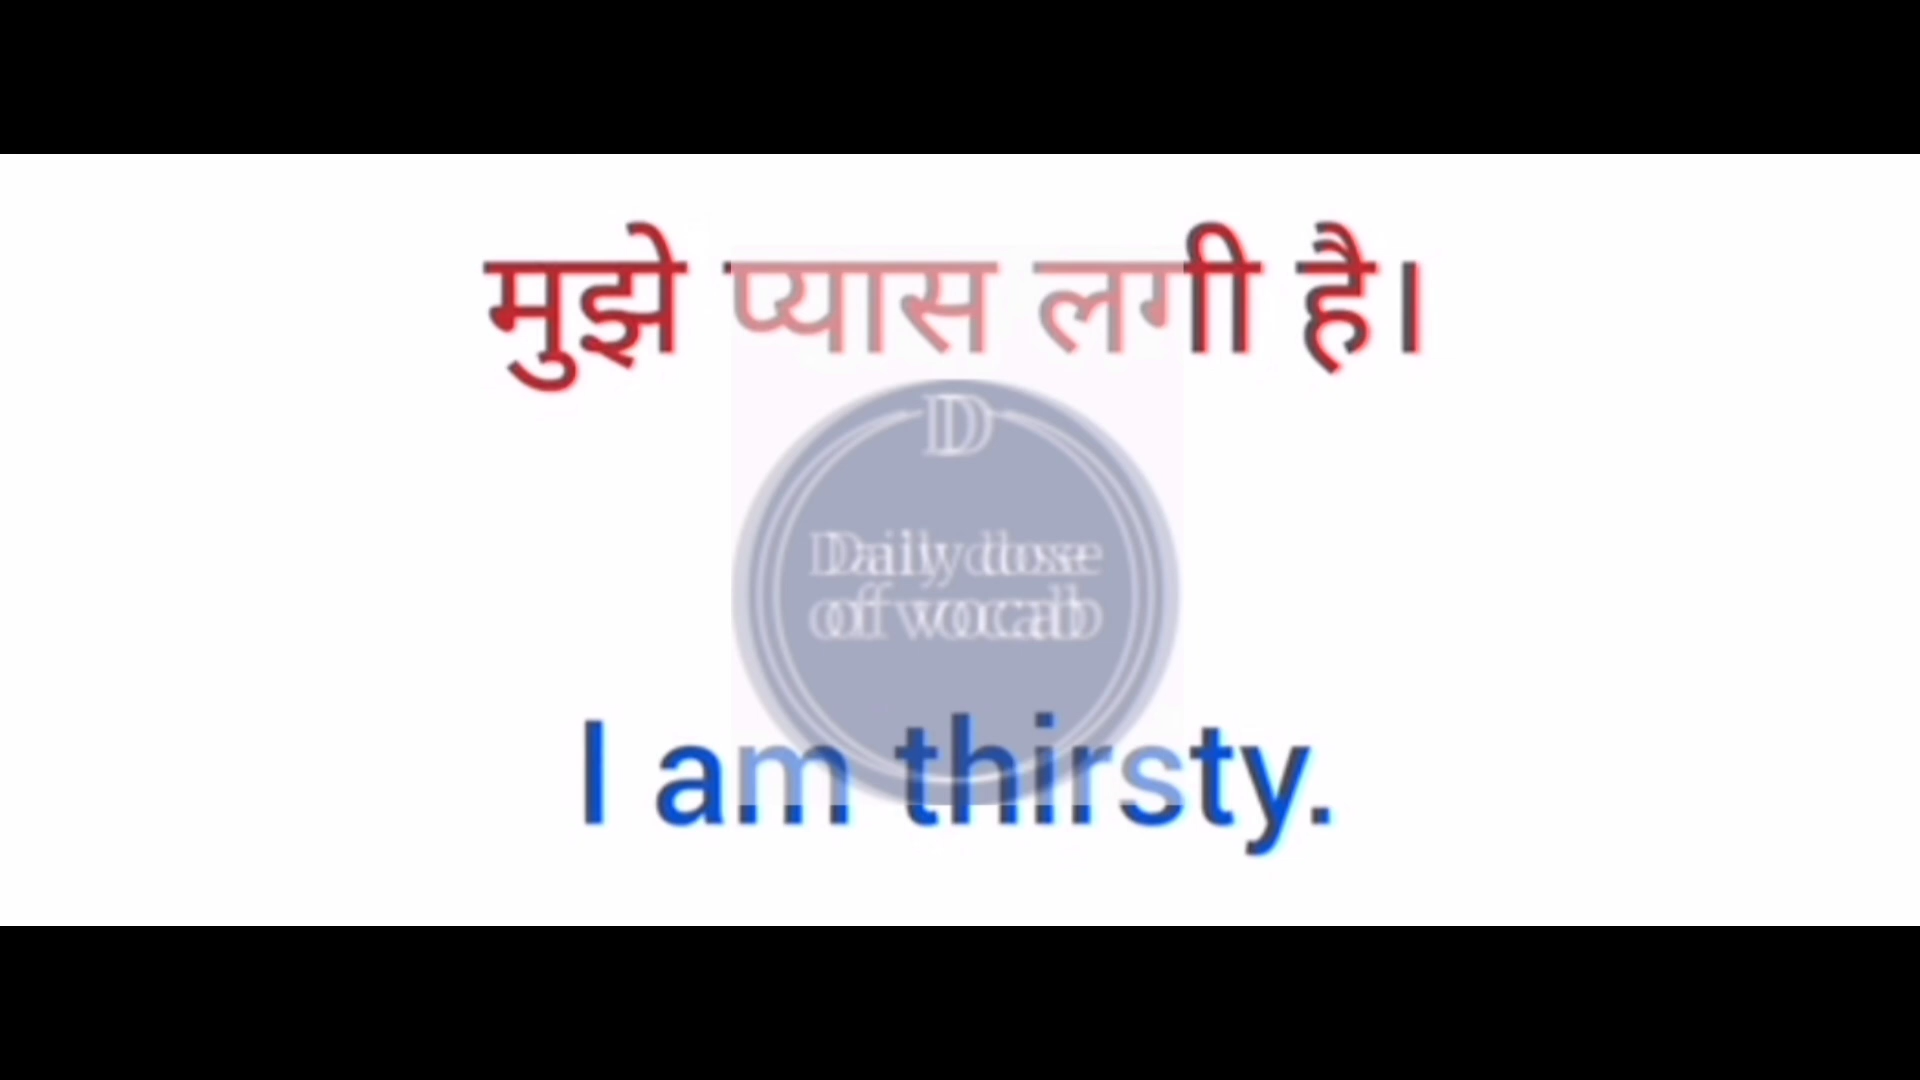 मुझे प्यास लगी है।
D
Daily dose
of vocab
I am thirsty.